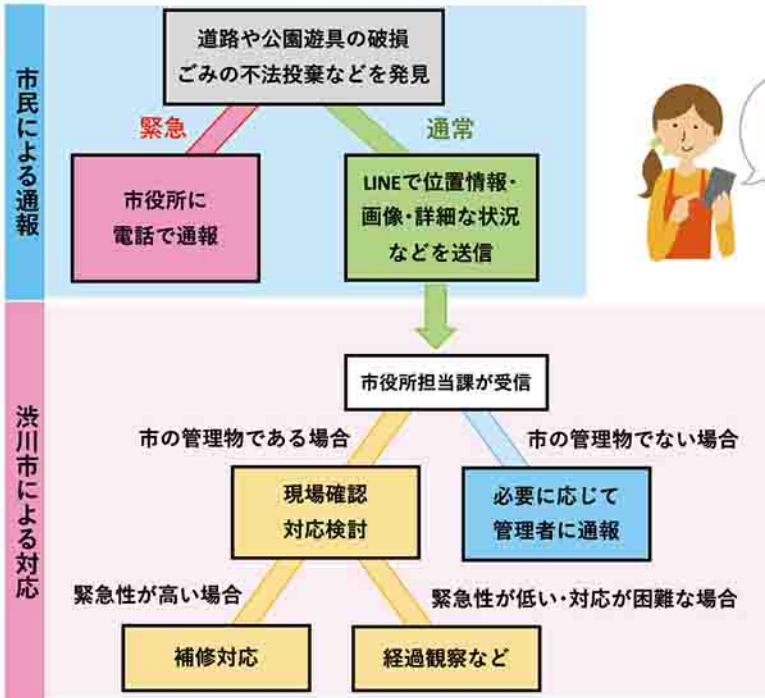 市民による通報
道路や公園遊具の破損
ごみの不法投棄などを発見
緊急
通常
市役所に
電話で通報
LINEで位置情報・
画像・詳細な状況
などを送信
渋川市による対応
市役所担当課が受信
市の管理物である場合
市の管理物でない場合
現場確認
対応検討
必要に応じて
管理者に通報
緊急性が高い場合
緊急性が低い・対応が困難な場合
補修対応
経過観察など